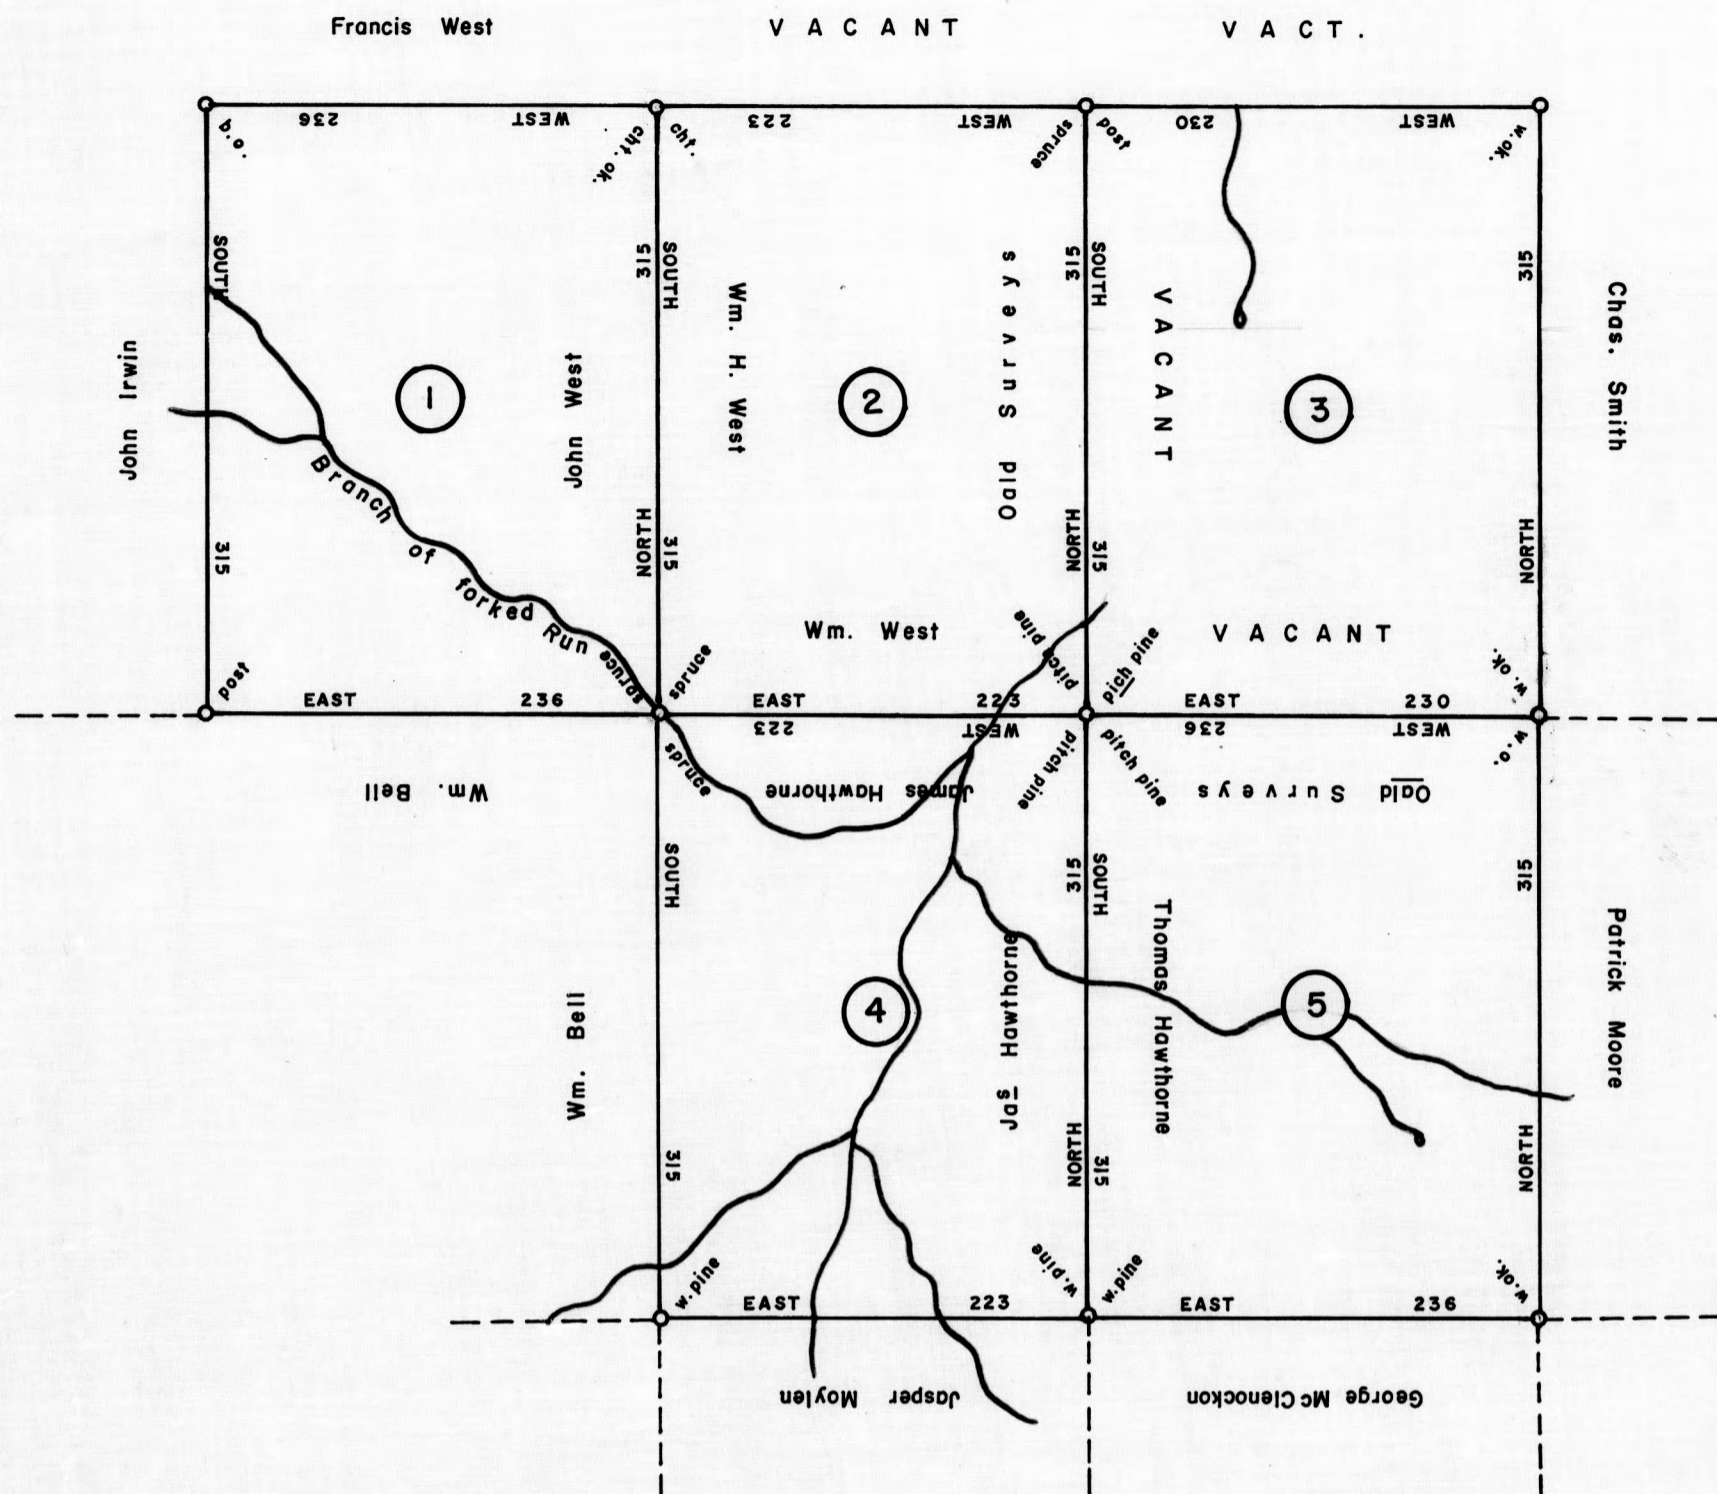 Francis West
VACANT
VACT.
236 WEST
223 WEST
230 WEST
b.o.
cht. ok.
cht.
spruce
post
w.ok.
SOUTH
315
SOUTH
315
SOUTH
315
John Irwin
1
John West
Wm. H. West
2
Oald Surveys
VACANT
3
Chas. Smith
Branch of forked Run
315
NORTH
315
NORTH
315
NORTH
Wm. West
VACANT
post
spruce
spruce
pitch pine
pitch pine
pich pine
w. ok.
EAST 236
EAST 223
EAST 230
223 WEST
236 WEST
spruce
pitch pine
pitch pine
w. o.
Wm. Bell
James Hawthorne
Oald Surveys
SOUTH
315
SOUTH
315
Wm. Bell
4
Jas Hawthorne
Thomas Hawthorne
5
Patrick Moore
315
NORTH
315
NORTH
w. pine
w. pine
w. pine
w. ok.
EAST 223
EAST 236
Jasper Moylen
George McClenockon